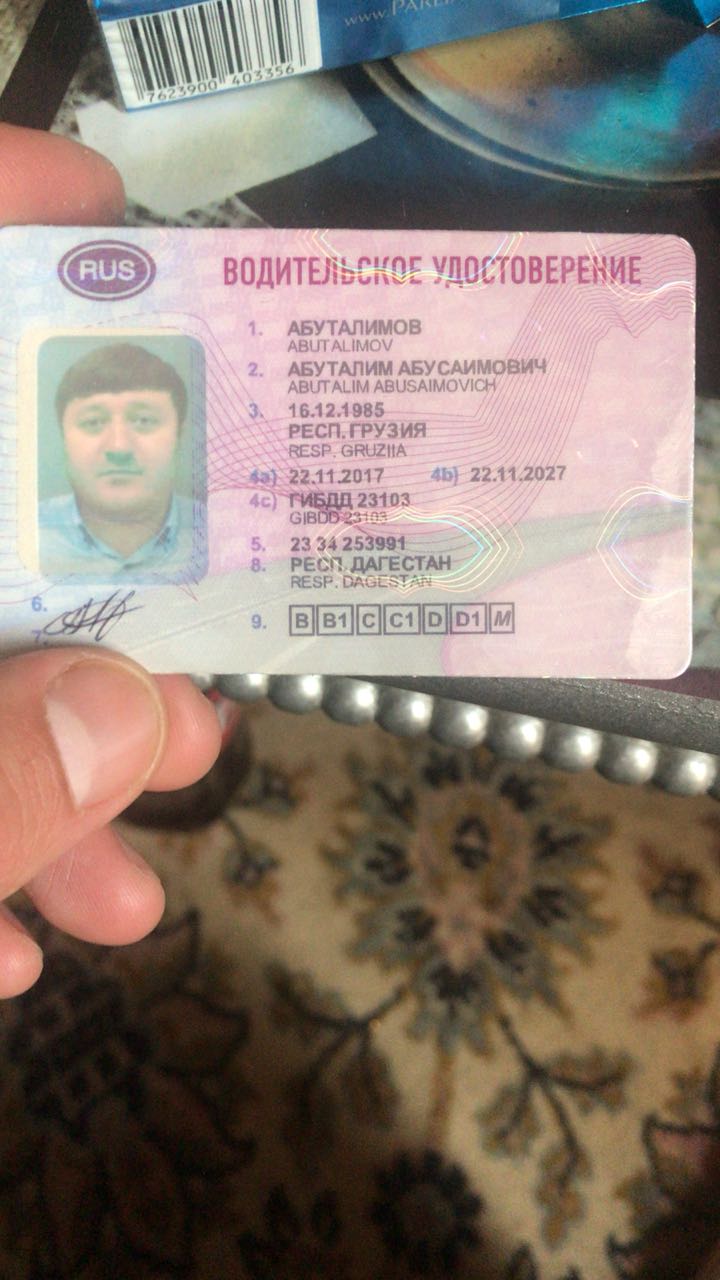 www.PARLIA
7623900 403356
RUS
ВОДИТЕЛЬСКОЕ УДОСТОВЕРЕНИЕ
1. АБУТАЛИМОВ
ABUTALIMOV
2. АБУТАЛИМ АБУСАИМОВИЧ
ABUTALIM ABUSAIMOVICH
3. 16.12.1985
РЕСП. ГРУЗИЯ
RESP. GRUZIIA
4a) 22.11.2017 4b) 22.11.2027
4c) ГИБДД 23103
GIBDD 23103
5. 23 34 253991
8. РЕСП. ДАГЕСТАН
RESP. DAGESTAN
6.
7.
9. B B1 C C1 D D1 M